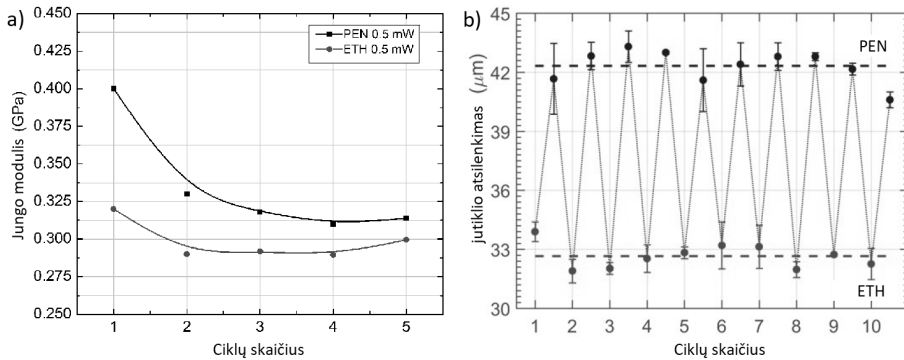 a)
0.450
0.425
0.400
0.375
0.350
0.325
0.300
0.275
0.250
Jungo modulis (GPa)
PEN 0.5 mW
ETH 0.5 mW
1 2 3 4 5
Ciklų skaičius
b)
42
39
36
33
30
jutiklio atsilenkimas (μm)
PEN
ETH
1 2 3 4 5 6 7 8 9 10
Ciklų skaičius